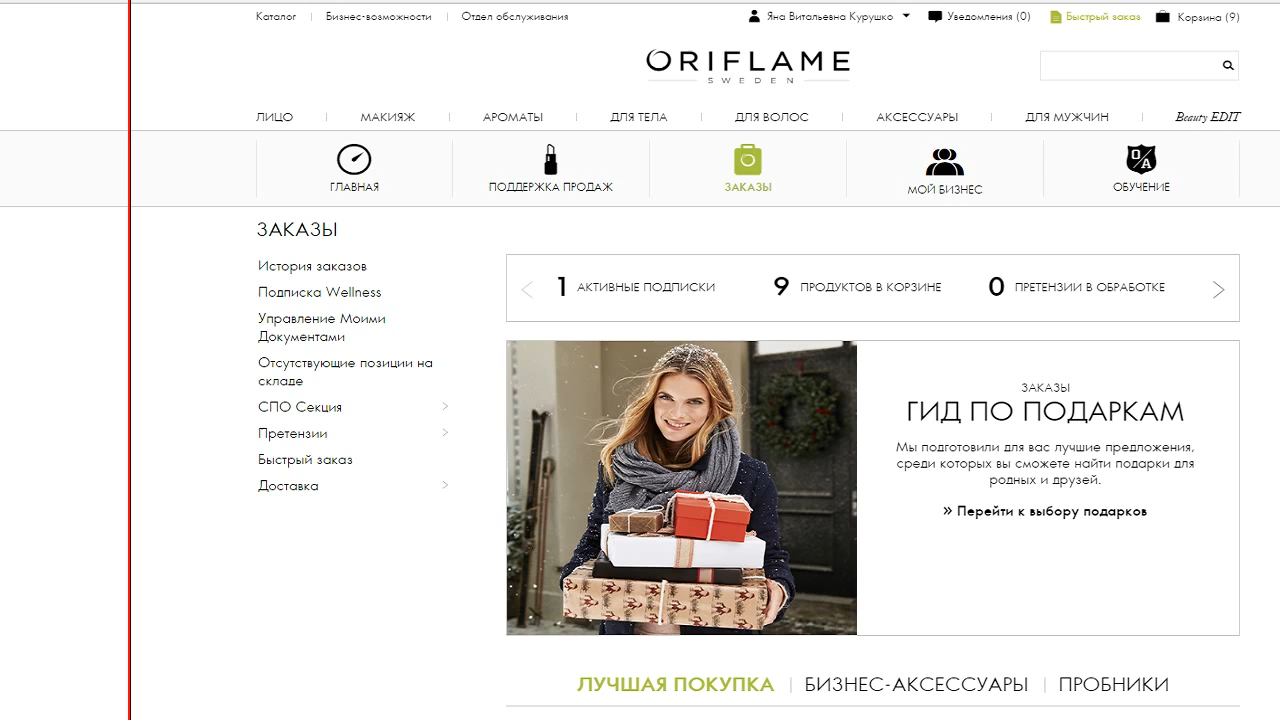 Каталог
Бизнес-возможности
Отдел обслуживания
Яна Витальевна Курушко
Уведомления (0)
Быстрый заказ
Корзина (9)
ORIFLAME
SWEDEN
ЛИЦО
МАКИЯЖ
АРОМАТЫ
ДЛЯ ТЕЛА
ДЛЯ ВОЛОС
АКСЕССУАРЫ
ДЛЯ МУЖЧИН
Beauty EDIT
ГЛАВНАЯ
ПОДДЕРЖКА ПРОДАЖ
ЗАКАЗЫ
МОЙ БИЗНЕС
OA
ОБУЧЕНИЕ
ЗАКАЗЫ
История заказов
Подписка Wellness
Управление Моими
Документами
Отсутствующие позиции на
складе
СПО Секция
Претензии
Быстрый заказ
Доставка
1 АКТИВНЫЕ ПОДПИСКИ
9 ПРОДУКТОВ В КОРЗИНЕ
0 ПРЕТЕНЗИИ В ОБРАБОТКЕ
ЗАКАЗЫ
ГИД ПО ПОДАРКАМ
Мы подготовили для вас лучшие предложения,
среди которых вы сможете найти подарки для
родных и друзей.
» Перейти к выбору подарков
ЛУЧШАЯ ПОКУПКА
БИЗНЕС-АКСЕССУАРЫ
ПРОБНИКИ